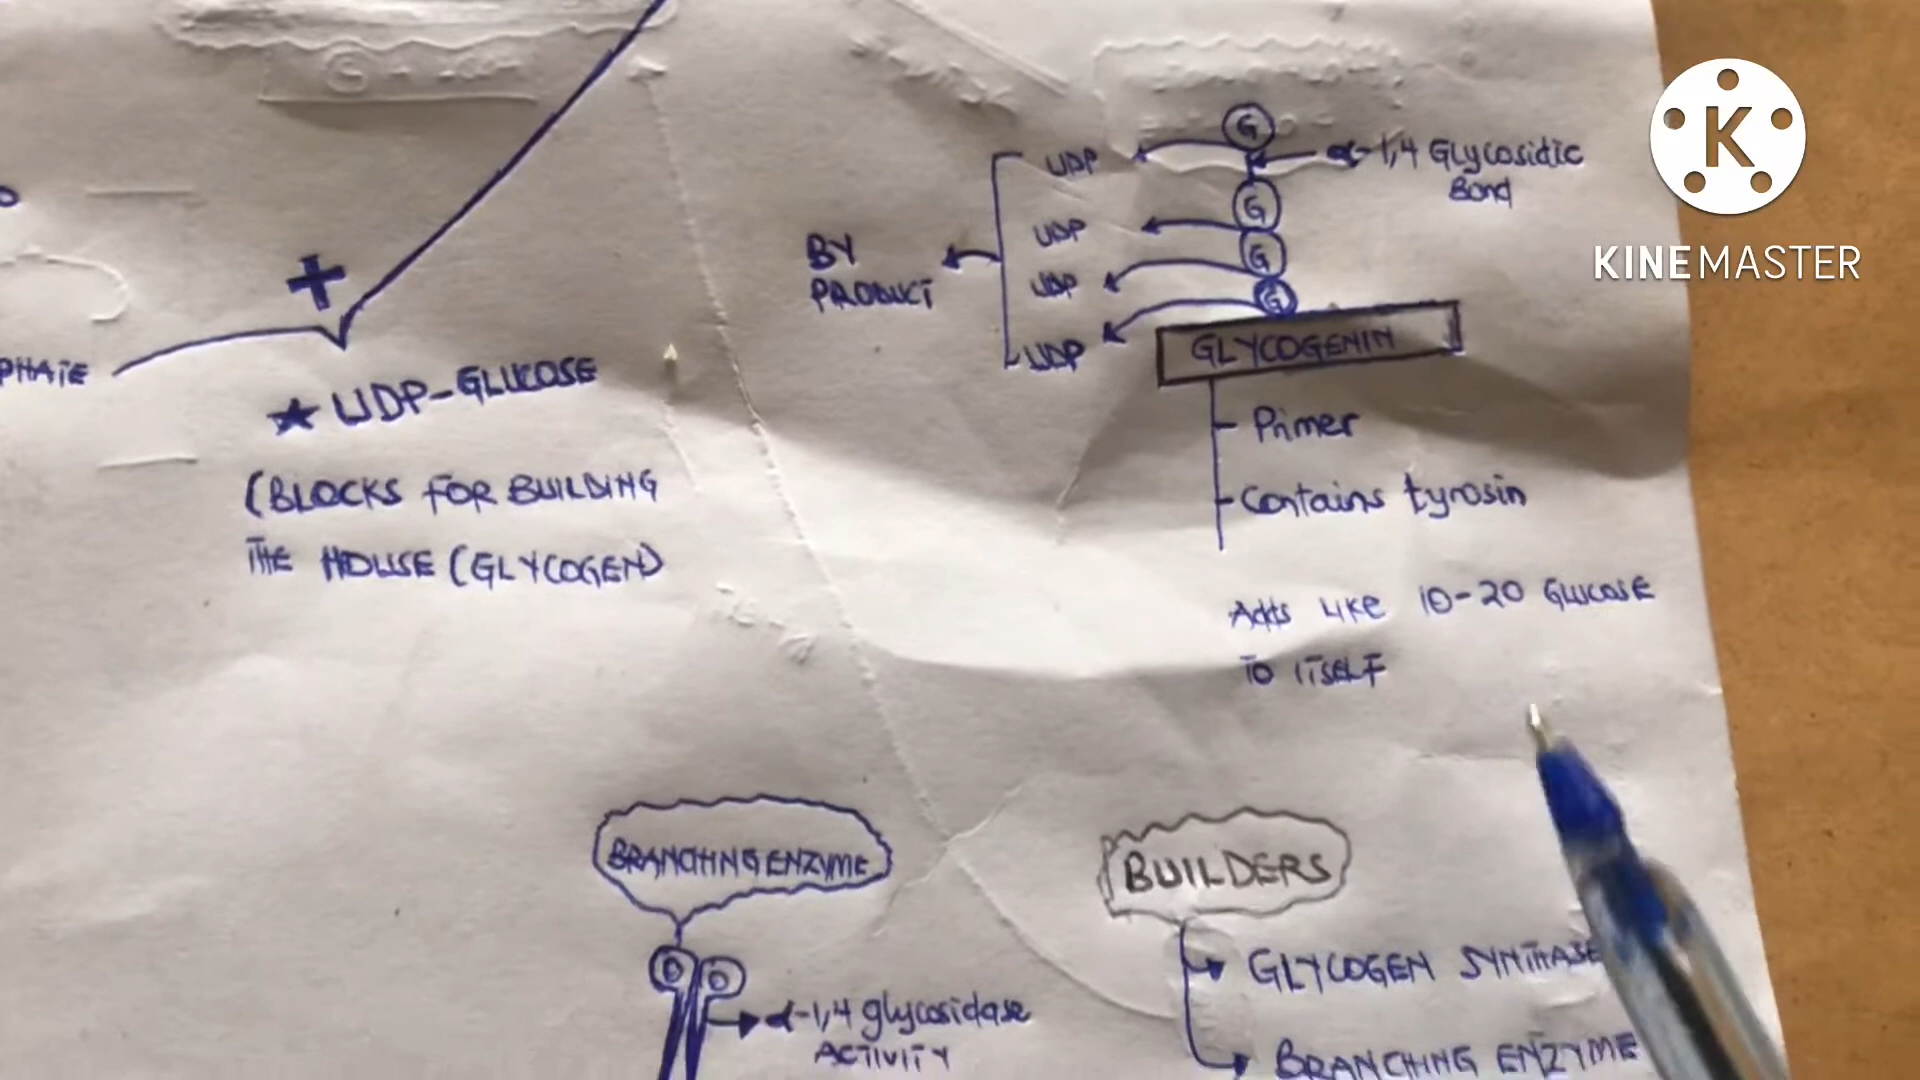 G
UDP
α-1,4 Glycosidic
Bond
G
UDP
G
BY
PRODUCT
UDP
G
UDP
GLYCOGENIN
+
PHATE
★ UDP-GLUCOSE
(BLOCKS FOR BUILDING
THE HOUSE (GLYCOGEN)
- Primer
- Contains tyrosin
Adds LIKE 10-20 GLUCOSE
TO ITSELF
BRANCHING ENZYME
BUILDERS
GLYCOGEN SYNTHASE
α-1,4 glycosidase
ACTIVITY
BRANCHING ENZYME
K
KINEMASTER